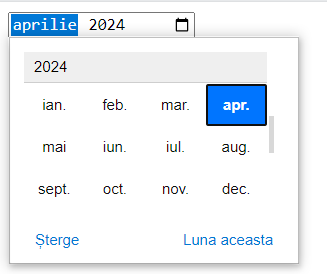 aprilie 2024
2024
ian. feb. mar. apr.
mai iun. iul. aug.
sept. oct. nov. dec.
Șterge Luna aceasta